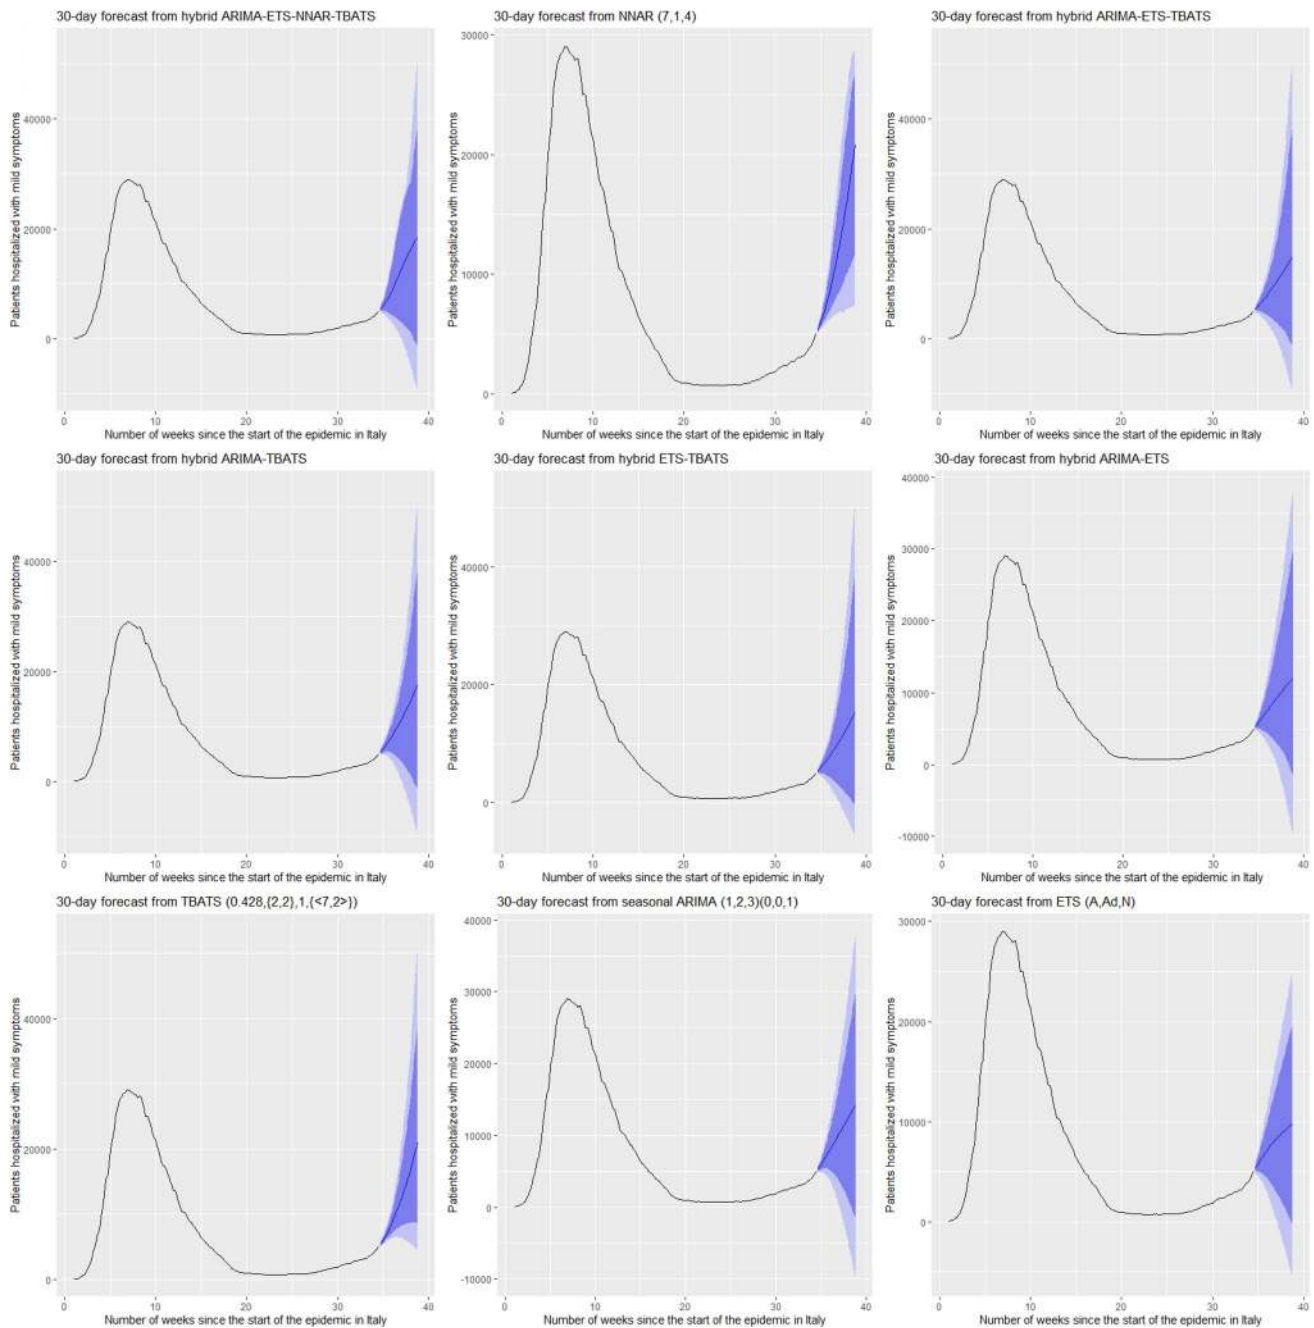 30-day forecast from hybrid ARIMA-ETS-NNAR-TBATS
Patients hospitalized with mild symptoms
40000
20000
0
0 10 20 30 40
Number of weeks since the start of the epidemic in Italy
30-day forecast from NNAR (7,1,4)
Patients hospitalized with mild symptoms
30000
20000
10000
0
0 10 20 30 40
Number of weeks since the start of the epidemic in Italy
30-day forecast from hybrid ARIMA-ETS-TBATS
Patients hospitalized with mild symptoms
40000
20000
0
0 10 20 30 40
Number of weeks since the start of the epidemic in Italy
30-day forecast from hybrid ARIMA-TBATS
Patients hospitalized with mild symptoms
40000
20000
0
0 10 20 30 40
Number of weeks since the start of the epidemic in Italy
30-day forecast from hybrid ETS-TBATS
Patients hospitalized with mild symptoms
40000
20000
0
0 10 20 30 40
Number of weeks since the start of the epidemic in Italy
30-day forecast from hybrid ARIMA-ETS
Patients hospitalized with mild symptoms
40000
30000
20000
10000
0
-10000
0 10 20 30 40
Number of weeks since the start of the epidemic in Italy
30-day forecast from TBATS (0.428,{2,2},1,{<7,2>})
Patients hospitalized with mild symptoms
40000
20000
0
0 10 20 30 40
Number of weeks since the start of the epidemic in Italy
30-day forecast from seasonal ARIMA (1,2,3)(0,0,1)
Patients hospitalized with mild symptoms
40000
30000
20000
10000
0
-10000
0 10 20 30 40
Number of weeks since the start of the epidemic in Italy
30-day forecast from ETS (A,Ad,N)
Patients hospitalized with mild symptoms
30000
20000
10000
0
0 10 20 30 40
Number of weeks since the start of the epidemic in Italy